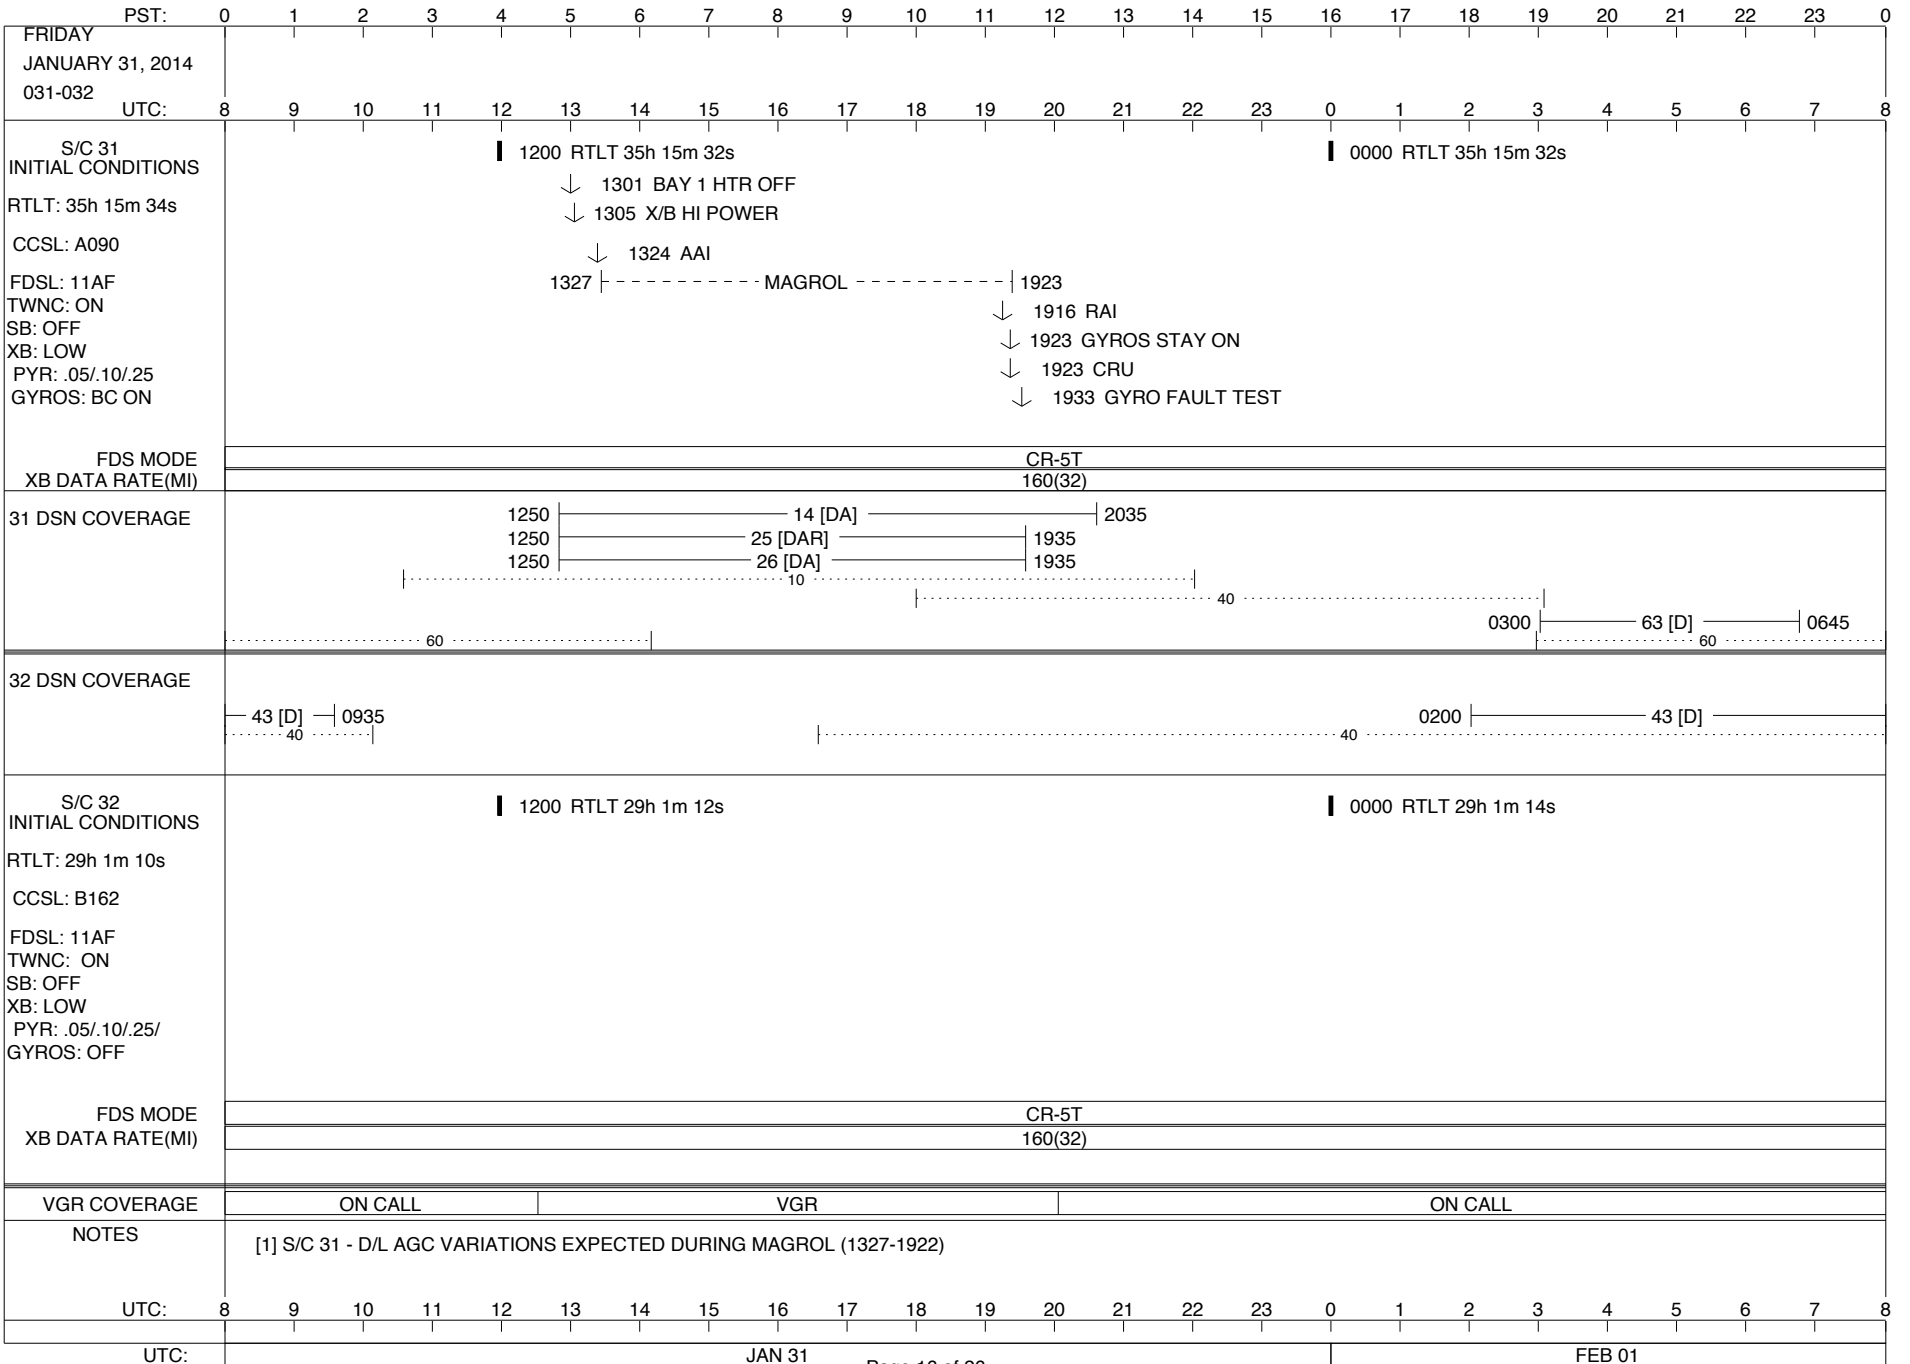 PST: 0 1 2 3 4 5 6 7 8 9 10 11 12 13 14 15 16 17 18 19 20 21 22 23 0
FRIDAY
JANUARY 31, 2014
031-032
UTC: 8 9 10 11 12 13 14 15 16 17 18 19 20 21 22 23 0 1 2 3 4 5 6 7 8
S/C 31
INITIAL CONDITIONS
RTLT: 35h 15m 34s
CCSL: A090
FDSL: 11AF
TWNC: ON
SB: OFF
XB: LOW
PYR: .05/.10/.25
GYROS: BC ON
1200 RTLT 35h 15m 32s
0000 RTLT 35h 15m 32s
1301 BAY 1 HTR OFF
1305 X/B HI POWER
1324 AAI
1327 MAGROL 1923
1916 RAI
1923 GYROS STAY ON
1923 CRU
1933 GYRO FAULT TEST
FDS MODE CR-5T
XB DATA RATE(MI) 160(32)
31 DSN COVERAGE
1250 14 [DA] 2035
1250 25 [DAR] 1935
1250 26 [DA] 1935
10
40
0300 63 [D] 0645
60 60
32 DSN COVERAGE
43 [D] 0935 0200 43 [D]
40 40
S/C 32
INITIAL CONDITIONS
RTLT: 29h 1m 10s
CCSL: B162
FDSL: 11AF
TWNC: ON
SB: OFF
XB: LOW
PYR: .05/.10/.25/
GYROS: OFF
1200 RTLT 29h 1m 12s
0000 RTLT 29h 1m 14s
FDS MODE CR-5T
XB DATA RATE(MI) 160(32)
VGR COVERAGE ON CALL VGR ON CALL
NOTES
[1] S/C 31 - D/L AGC VARIATIONS EXPECTED DURING MAGROL (1327-1922)
UTC: 8 9 10 11 12 13 14 15 16 17 18 19 20 21 22 23 0 1 2 3 4 5 6 7 8
UTC: JAN 31 FEB 01